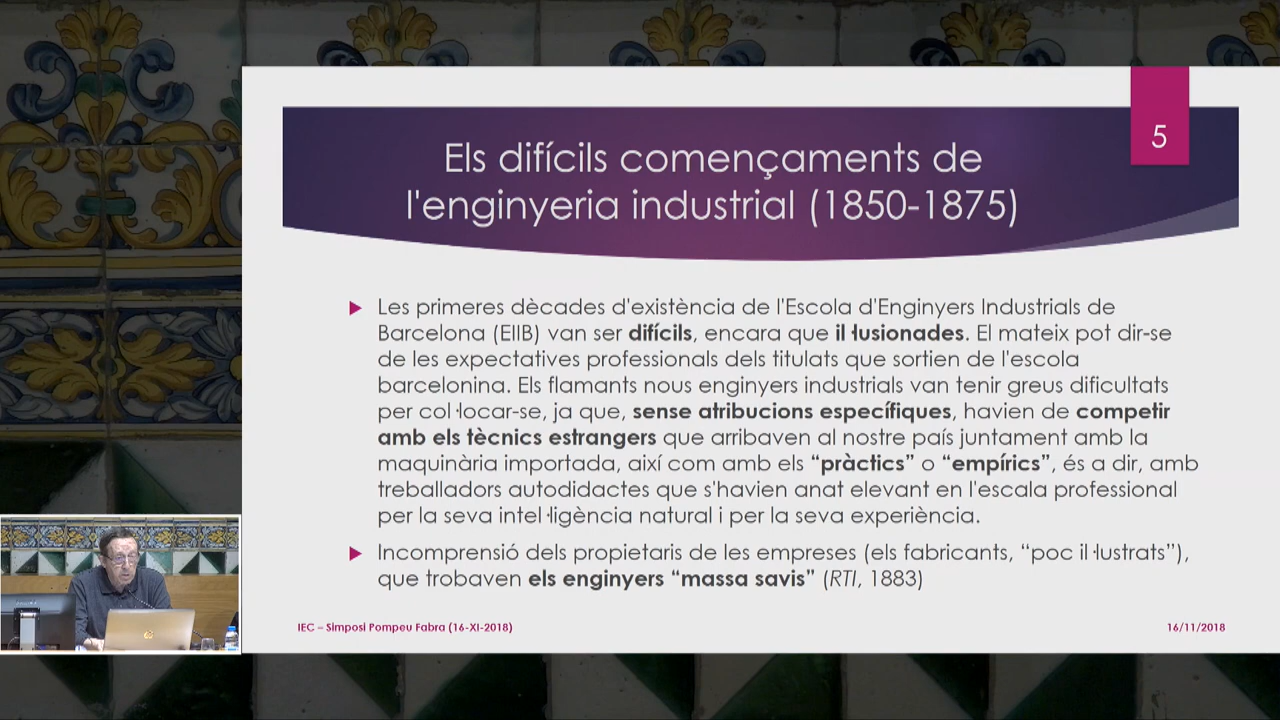 5
Els difícils començaments de
l'enginyeria industrial (1850-1875)
Les primeres dècades d'existència de l'Escola d'Enginyers Industrials de
Barcelona (EIIB) van ser difícils, encara que il·lusionades. El mateix pot dir-se
de les expectatives professionals dels titulats que sortien de l'escola
barcelonina. Els flamants nous enginyers industrials van tenir greus dificultats
per col·locar-se, ja que, sense atribucions específiques, havien de competir
amb els tècnics estrangers que arribaven al nostre país juntament amb la
maquinària importada, així com amb els “pràctics” o “empírics”, és a dir, amb
treballadors autodidactes que s'havien anat elevant en l'escala professional
per la seva intel·ligència natural i per la seva experiència.
Incomprensió dels propietaris de les empeses (els fabricants, “poc il·lustrats”),
que trobaven els enginyers “massa savis” (RTI, 1883)
IEC – Simposi Pompeu Fabra (16-XI-2018)
16/11/2018